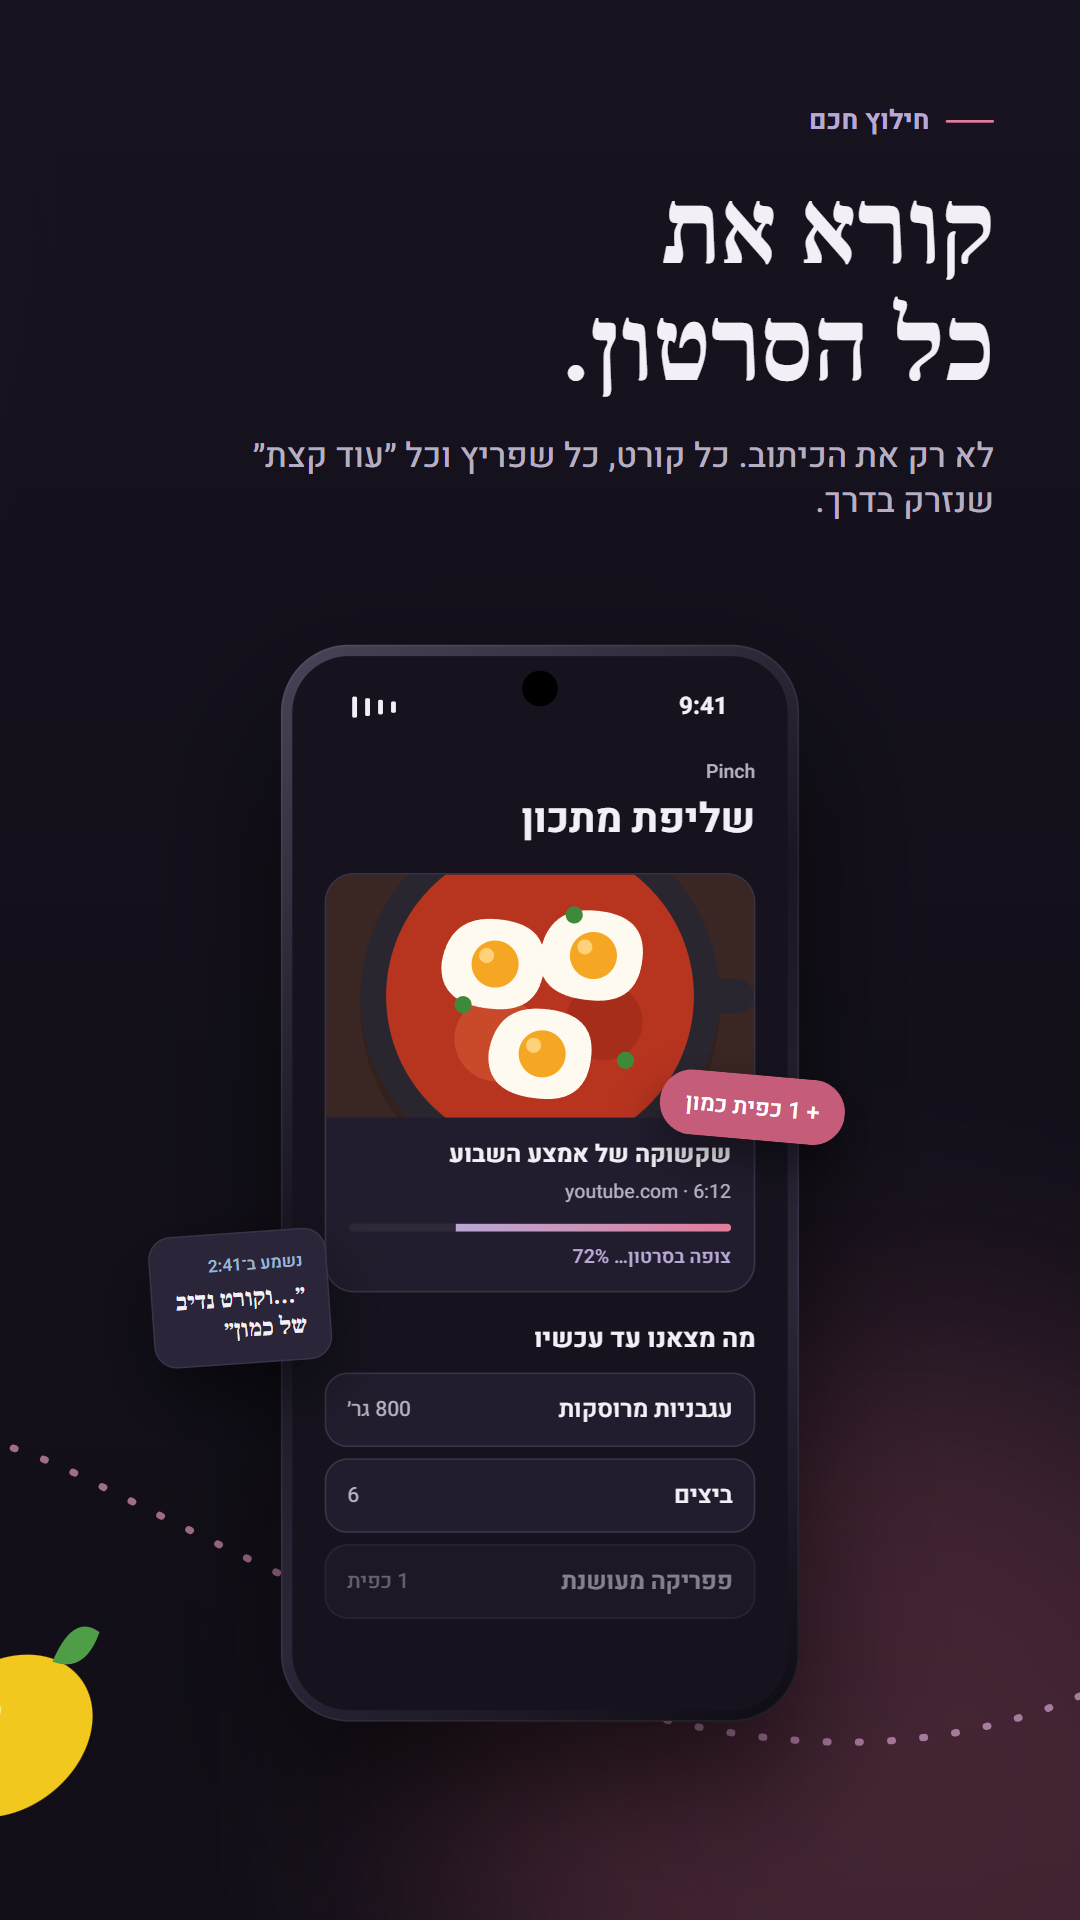 חילוץ חכם
קורא את
כל הסרטון.
לא רק את הכיתוב. כל קורט, כל שפריץ וכל ״עוד קצת״
שנזרק בדרך.
9:41
Pinch
שליפת מתכון
+ 1 כפית כמון
שקשוקה של אמצע השבוע
youtube.com · 6:12
צופה בסרטון… 72%
נשמע ב־2:41
״…וקורט נדיב
של כמון״
מה מצאנו עד עכשיו
עגבניות מרוסקות 800 גר׳
ביצים 6
פפריקה מעושנת 1 כפית